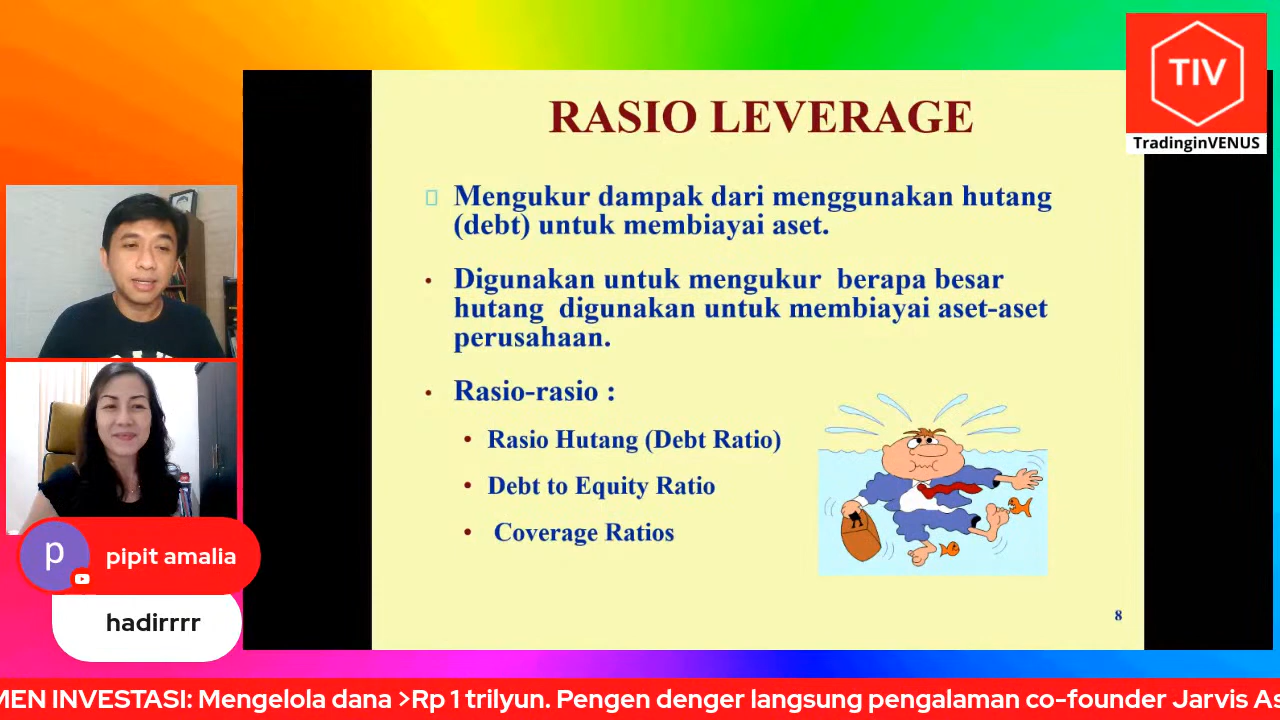 TIV
TradinginVENUS
RASIO LEVERAGE
Mengukur dampak dari menggunakan hutang
(debt) untuk membiayai aset.
• Digunakan untuk mengukur berapa besar
hutang digunakan untuk membiayai aset-aset
perusahaan.
• Rasio-rasio :
• Rasio Hutang (Debt Ratio)
• Debt to Equity Ratio
• Coverage Ratios
8
p
pipit amalia
hadirrrr
MEN INVESTASI: Mengelola dana >Rp 1 trilyun. Pengen denger langsung pengalaman co-founder Jarvis As